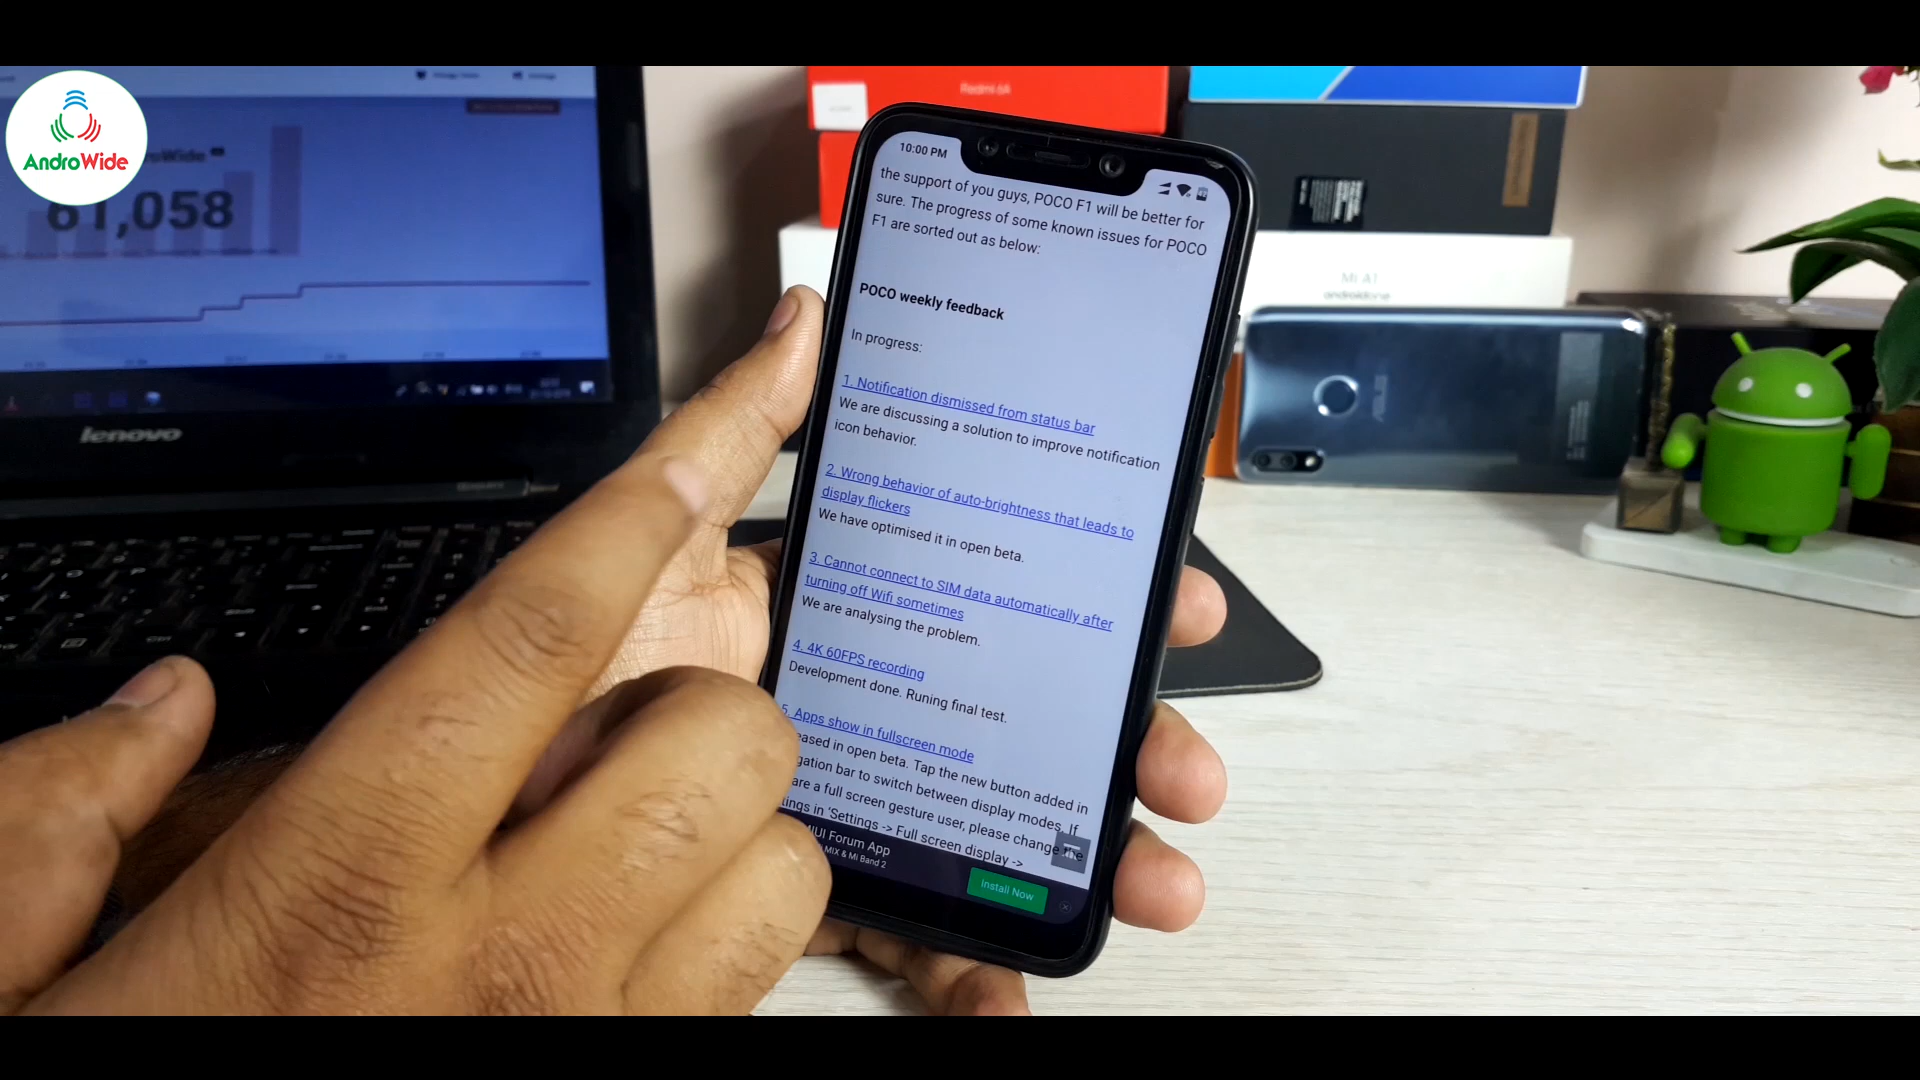 AndroWide
61,058
lenovo
Redmi 6A
Mi A1
androidone
ASUS
10:00 PM
the support of you guys, POCO F1 will be better for
sure. The progress of some known issues for POCO
F1 are sorted out as below:
POCO weekly feedback
In progress:
1. Notification dismissed from status bar
We are discussing a solution to improve notification
icon behavior.
2. Wrong behavior of auto-brightness that leads to
display flickers
We have optimised it in open beta.
3. Cannot connect to SIM data automatically after
turning off Wifi sometimes
We are analysing the problem.
4. 4K 60FPS recording
Development done. Runing final test.
5. Apps show in fullscreen mode
eased in open beta. Tap the new button added in
gation bar to switch between display modes. If
are a full screen gesture user, please change the
tings in 'Settings -> Full screen display ->
MIUI Forum App
MIX & Mi Band 2
Install Now